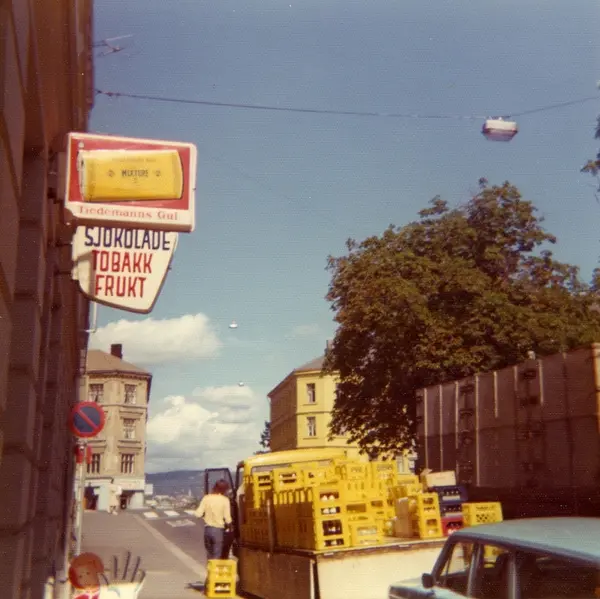 MIXTURE
Tiedemanns Gul
SJOKOLADE
TOBAKK
FRUKT